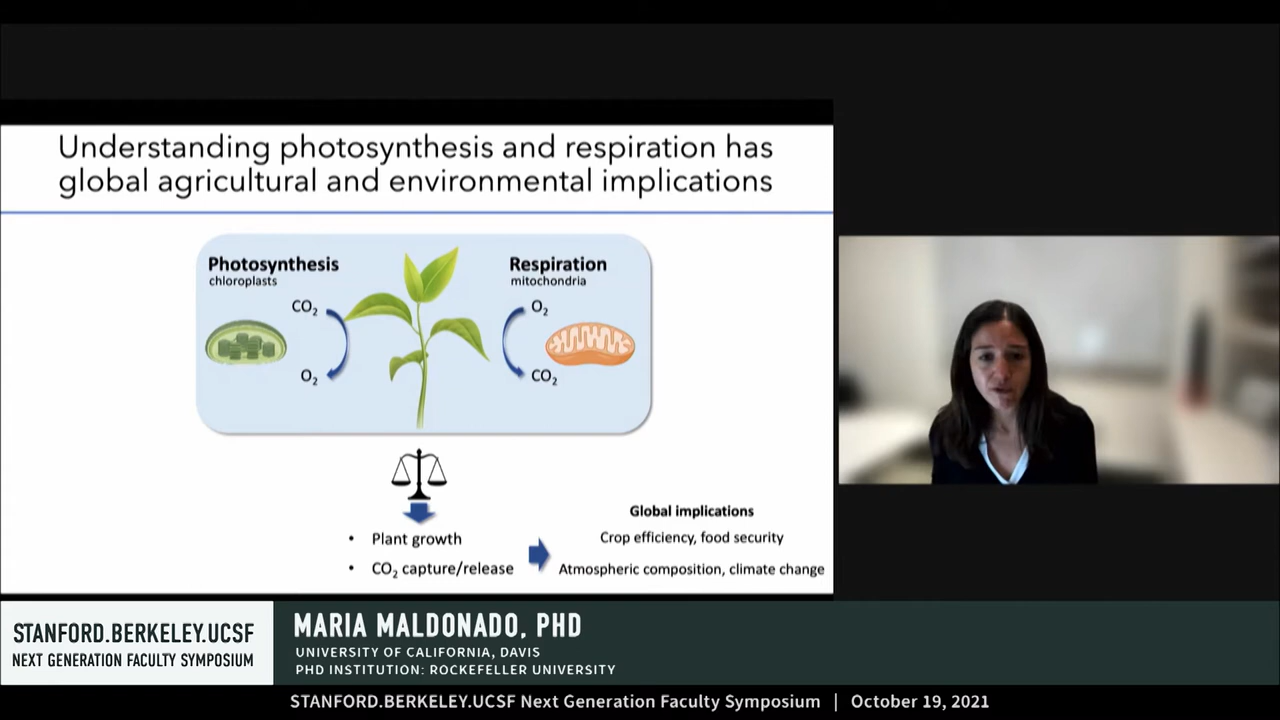 Understanding photosynthesis and respiration has
global agricultural and environmental implications
Photosynthesis
chloroplasts
CO₂
O₂
Respiration
mitochondria
O₂
CO₂
• Plant growth
• CO₂ capture/release
Global implications
Crop efficiency, food security
Atmospheric composition, climate change
STANFORD.BERKELEY.UCSF
NEXT GENERATION FACULTY SYMPOSIUM
MARIA MALDONADO, PHD
UNIVERSITY OF CALIFORNIA, DAVIS
PHD INSTITUTION: ROCKEFELLER UNIVERSITY
STANFORD.BERKELEY.UCSF Next Generation Faculty Symposium | October 19, 2021